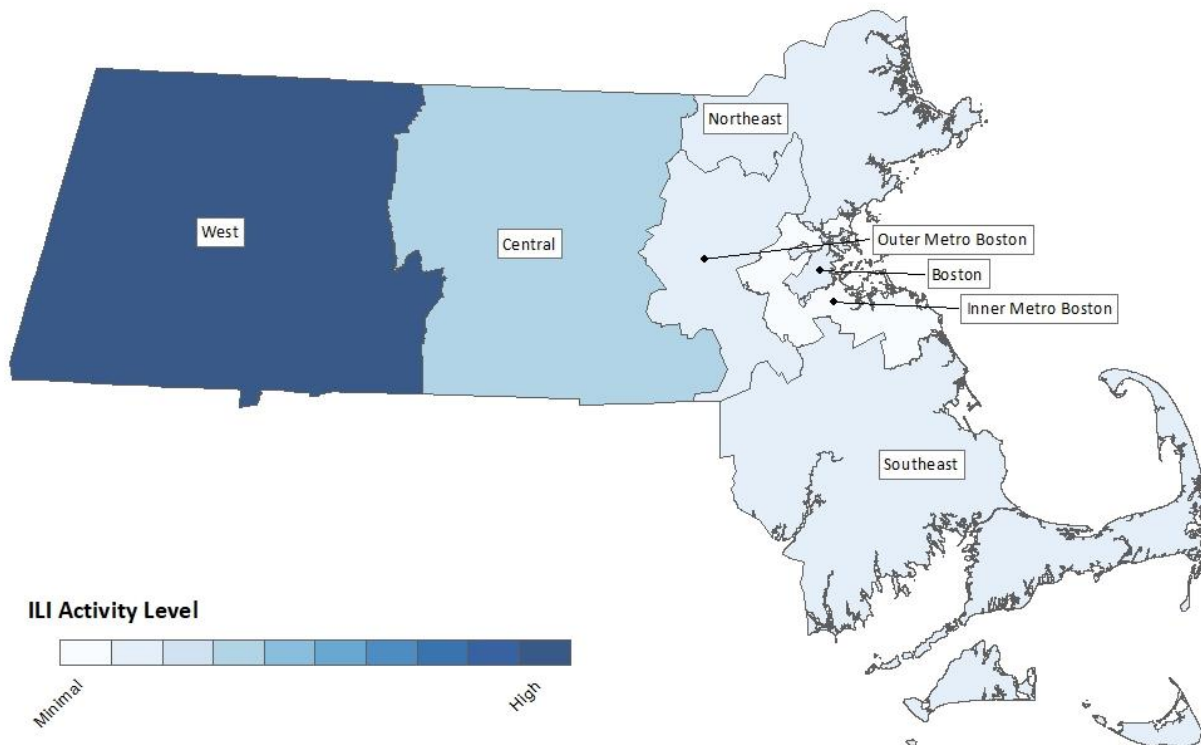 Northeast
West
Central
Outer Metro Boston
Boston
Inner Metro Boston
Southeast
ILI Activity Level
Minimal
High